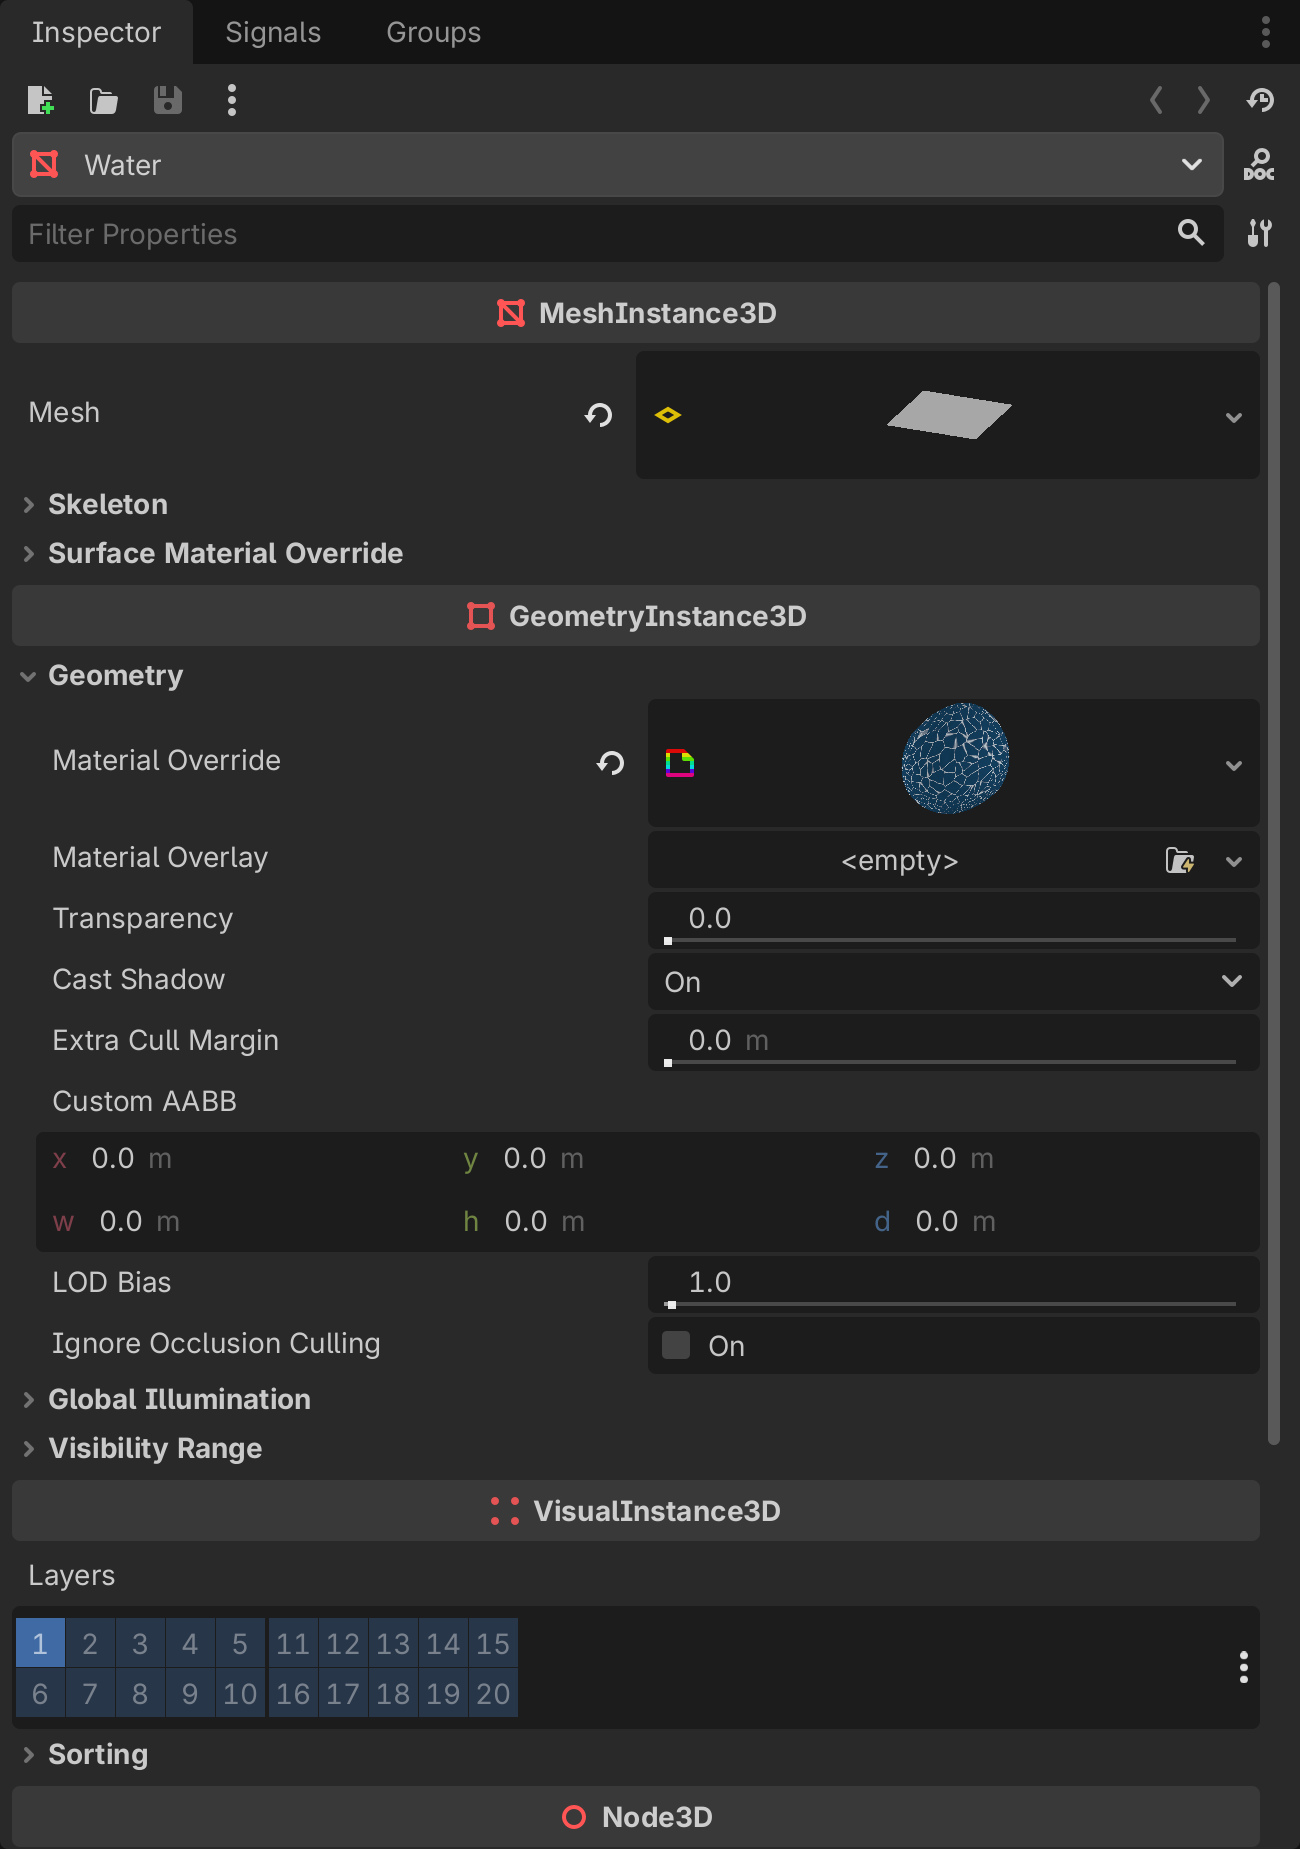 Inspector Signals Groups
Water
DOC
Filter Properties
MeshInstance3D
Mesh
Skeleton
Surface Material Override
GeometryInstance3D
Geometry
Material Override
Material Overlay <empty>
Transparency 0.0
Cast Shadow On
Extra Cull Margin 0.0 m
Custom AABB
x 0.0 m y 0.0 m z 0.0 m
w 0.0 m h 0.0 m d 0.0 m
LOD Bias 1.0
Ignore Occlusion Culling On
Global Illumination
Visibility Range
VisualInstance3D
Layers
1 2 3 4 5 11 12 13 14 15
6 7 8 9 10 16 17 18 19 20
Sorting
Node3D